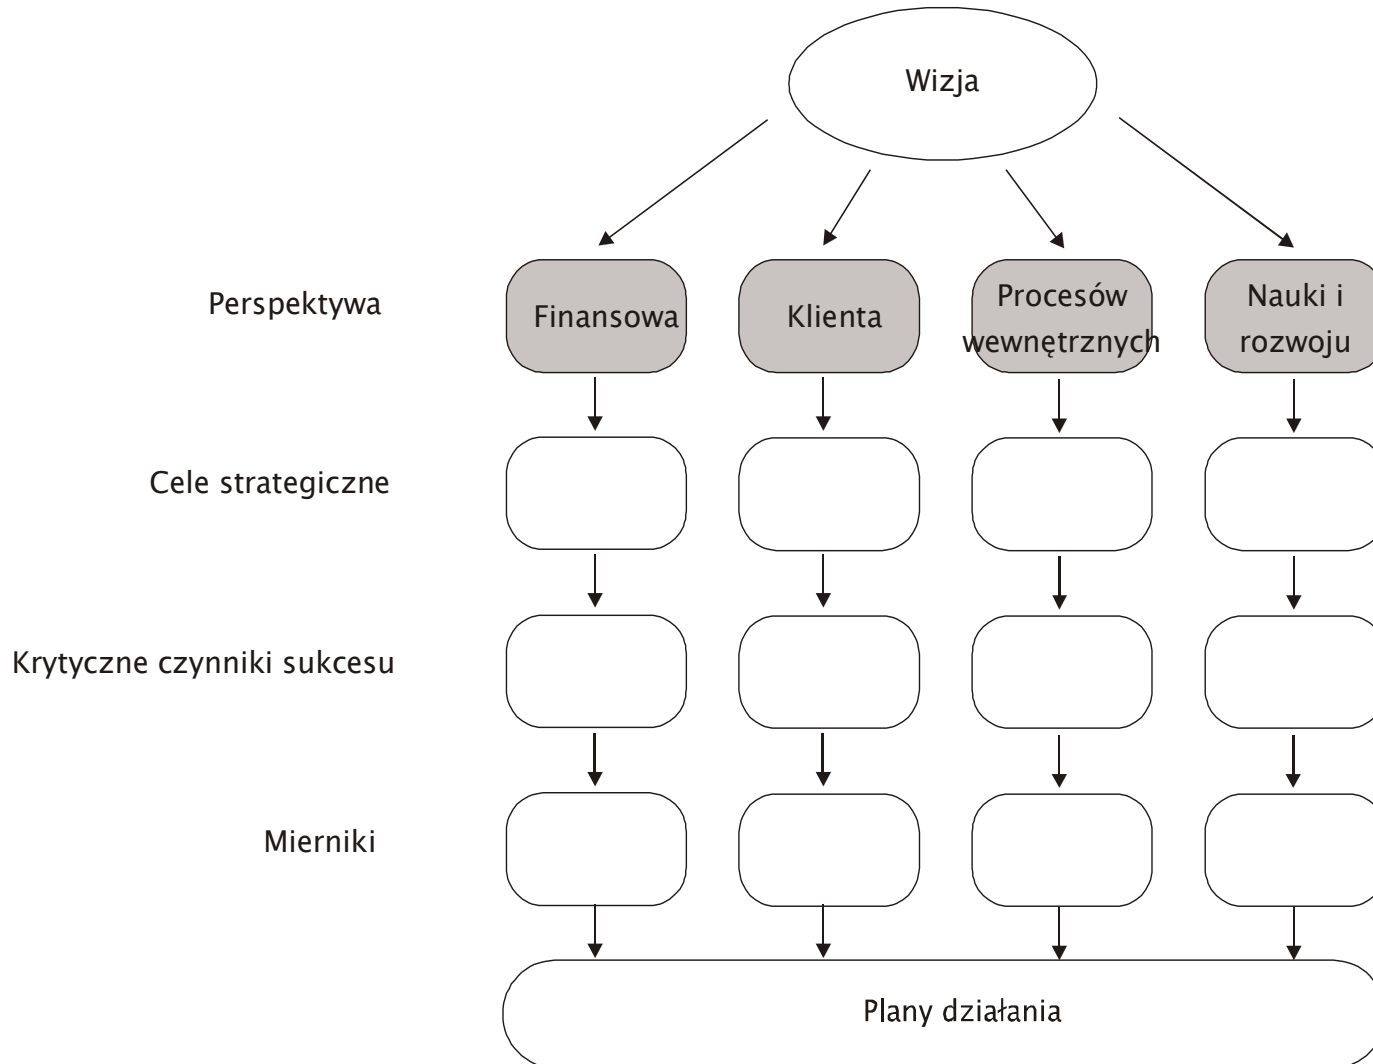 Wizja
Perspektywa
Finansowa
Klienta
Procesów
wewnętrznych
Nauki i
rozwoju
Cele strategiczne
Krytyczne czynniki sukcesu
Mierniki
Plany działania